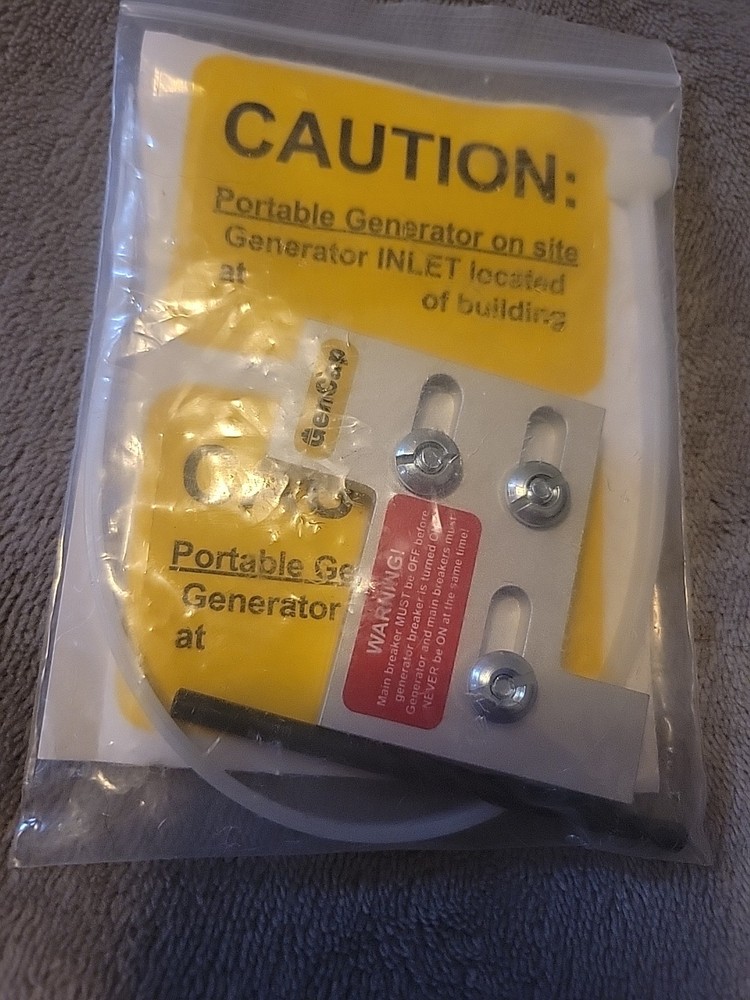 CAUTION:
Portable Generator on site
Generator INLET located
at
of building
GenCap
Portable Ge
Generator
at
WARNING!
Main breaker MUST be OFF before
generator breaker is turned
Generator and main breakers must
NEVER be ON at the same time!